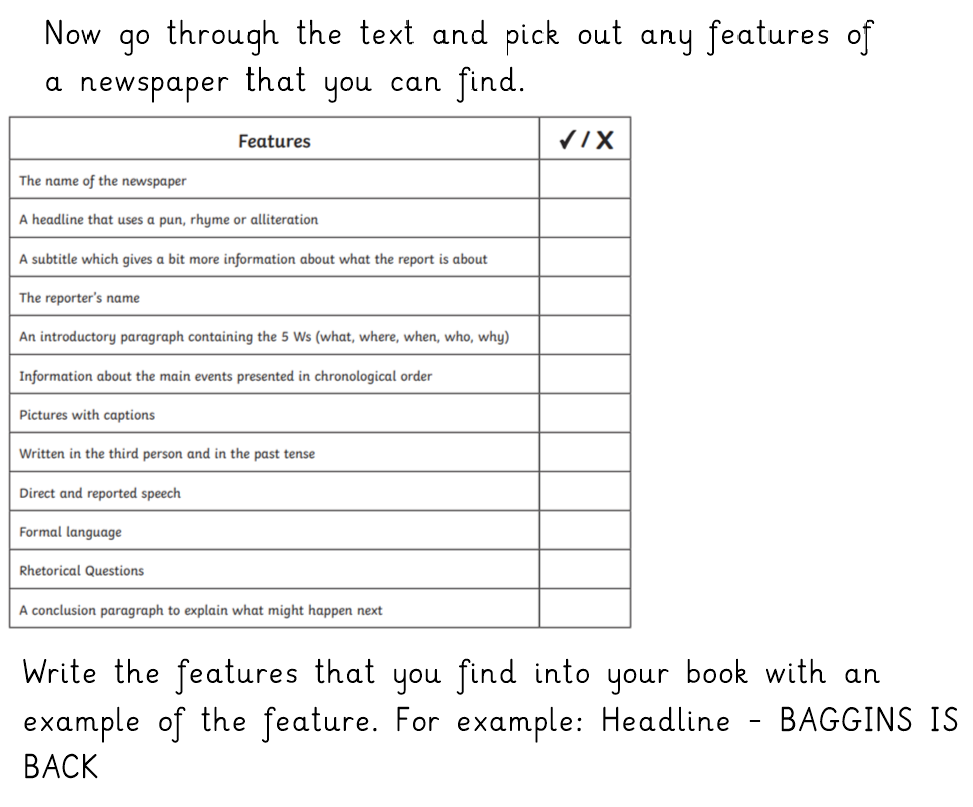 Now go through the text and pick out any features of
a newspaper that you can find.
Features ✓/X
The name of the newspaper
A headline that uses a pun, rhyme or alliteration
A subtitle which gives a bit more information about what the report is about
The reporter's name
An introductory paragraph containing the 5 Ws (what, where, when, who, why)
Information about the main events presented in chronological order
Pictures with captions
Written in the third person and in the past tense
Direct and reported speech
Formal language
Rhetorical Questions
A conclusion paragraph to explain what might happen next
Write the features that you find into your book with an
example of the feature. For example: Headline - BAGGINS IS
BACK